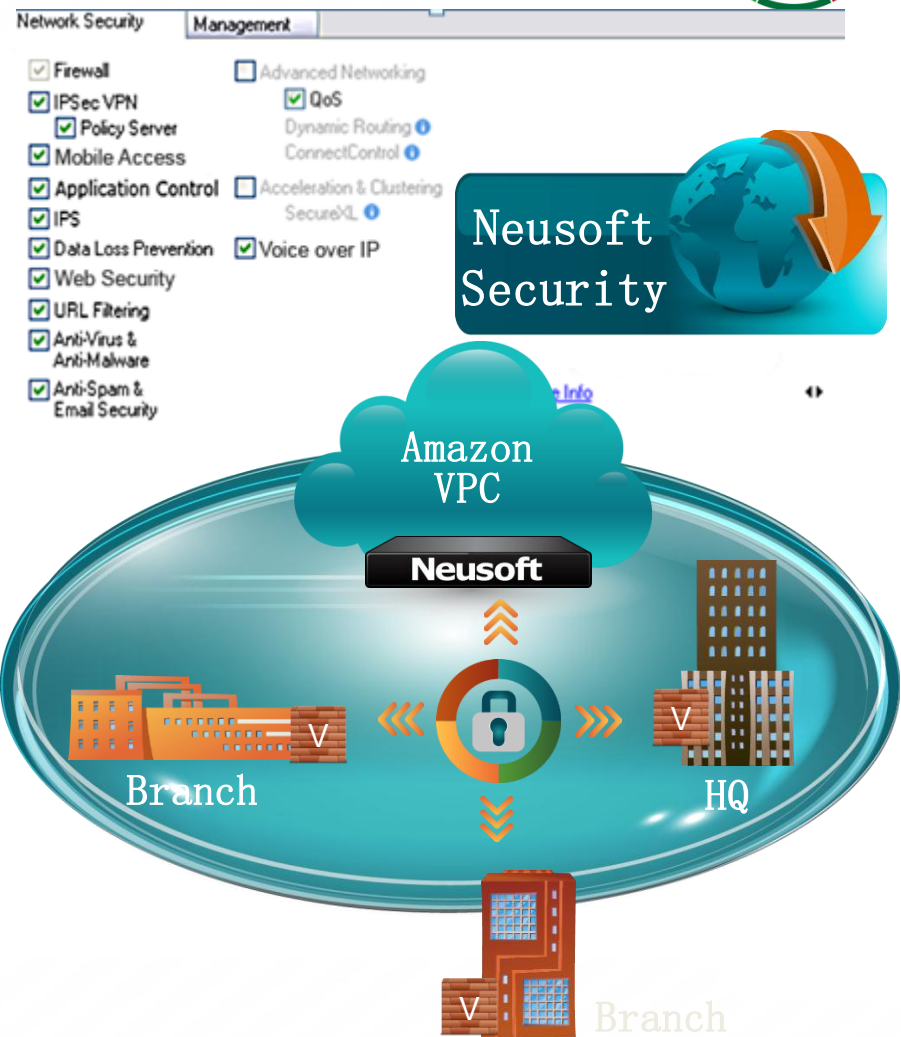 Network Security
Management
Firewall
IPSec VPN
Policy Server
Mobile Access
Application Control
IPS
Data Loss Prevention
Web Security
URL Filtering
Anti-Virus &
Anti-Malware
Anti-Spam &
Email Security
Advanced Networking
QoS
Dynamic Routing
ConnectControl
Acceleration & Clustering
SecureXL
Voice over IP
Neusoft
Security
Info
Amazon
VPC
Neusoft
V
Branch
V
HQ
V
Branch